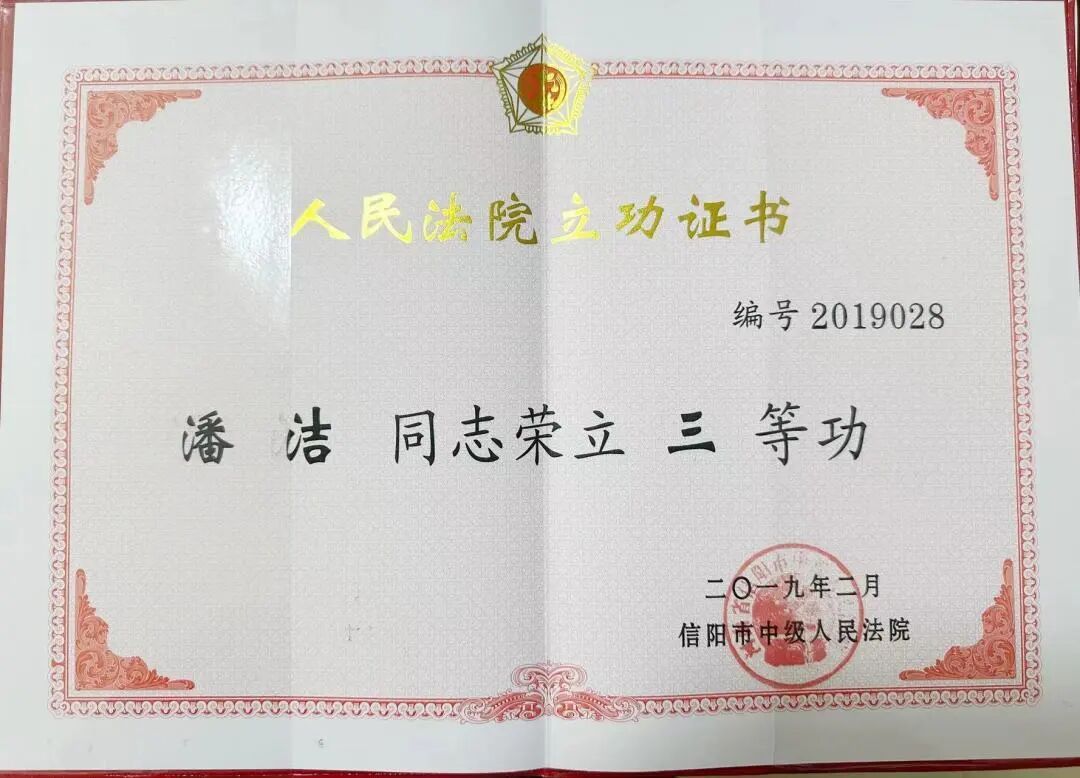 人民法院立功证书
编号 2019028
潘 洁 同志荣立 三 等功
二〇一九年二月
信阳市中级人民法院